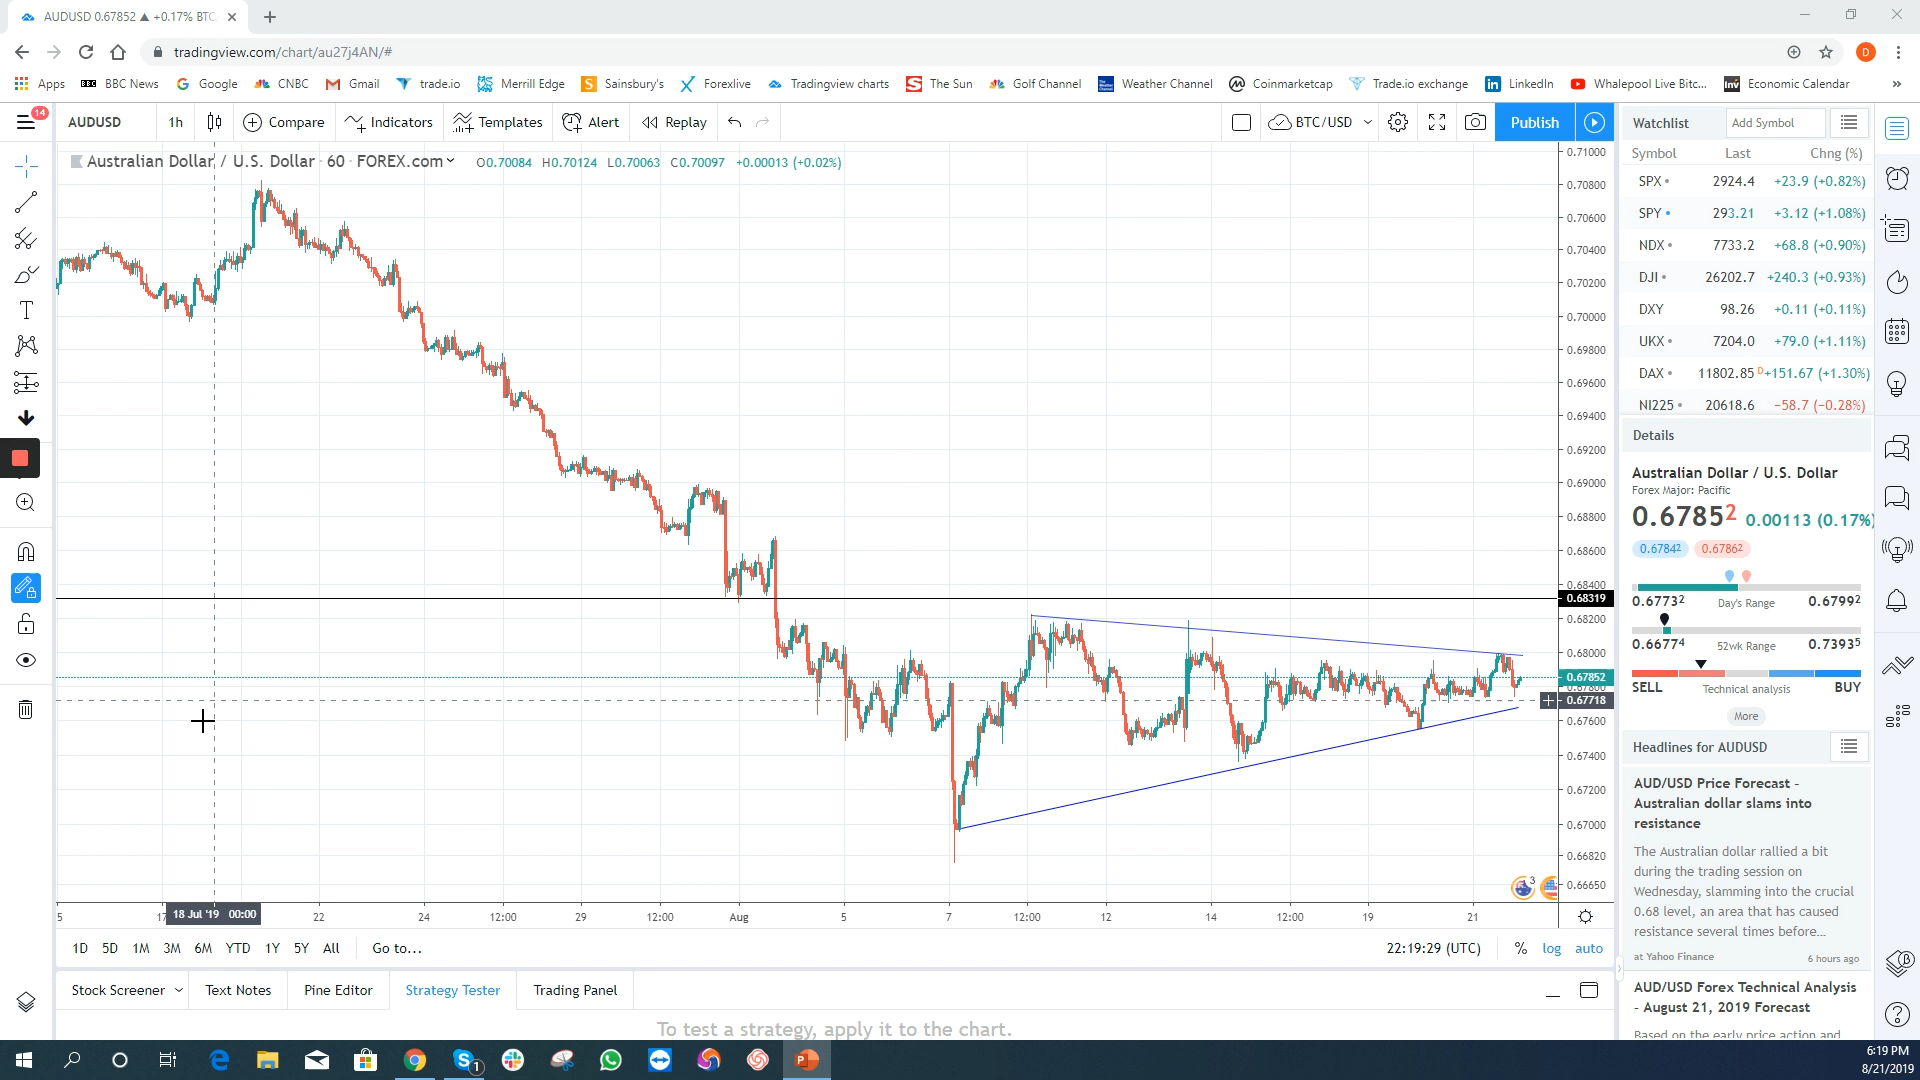 AUDUSD 0.67852 ▲ +0.17% BTC
tradingview.com/chart/au27j4AN/#
D
Apps BBC News Google CNBC Gmail trade.io Merrill Edge Sainsbury's Forexlive Tradingview charts The Sun Golf Channel Weather Channel Coinmarketcap Trade.io exchange LinkedIn Whalepool Live Bitc... Economic Calendar »
14
AUDUSD 1h Compare Indicators Templates Alert Replay BTC/USD Publish
Australian Dollar / U.S. Dollar · 60 · FOREX.com O0.70084 H0.70124 L0.70063 C0.70097 +0.00013 (+0.02%)
0.71000
0.70800
0.70600
0.70400
0.70200
0.70000
0.69800
0.69600
0.69400
0.69200
0.69000
0.68800
0.68600
0.68400
0.68319
0.68200
0.68000
0.67852
0.67800
0.67718
0.67600
0.67400
0.67200
0.67000
0.66820
0.66650
3
5 17 18 Jul '19 00:00 22 24 12:00 29 12:00 Aug 5 7 12:00 12 14 12:00 19 21
1D 5D 1M 3M 6M YTD 1Y 5Y All Go to... 22:19:29 (UTC) % log auto
Stock Screener Text Notes Pine Editor Strategy Tester Trading Panel
To test a strategy, apply it to the chart.
Watchlist Add Symbol
Symbol Last Chng (%)
SPX 2924.4 +23.9 (+0.82%)
SPY 293.21 +3.12 (+1.08%)
NDX 7733.2 +68.8 (+0.90%)
DJI 26202.7 +240.3 (+0.93%)
DXY 98.26 +0.11 (+0.11%)
UKX 7204.0 +79.0 (+1.11%)
DAX 11802.85 D +151.67 (+1.30%)
NI225 20618.6 −58.7 (−0.28%)
Details
Australian Dollar / U.S. Dollar
Forex Major: Pacific
0.67852 0.00113 (0.17%)
0.67842 0.67862
0.67732 Day's Range 0.67992
0.66774 52wk Range 0.73935
SELL Technical analysis BUY
More
Headlines for AUDUSD
AUD/USD Price Forecast –
Australian dollar slams into
resistance
The Australian dollar rallied a bit
during the trading session on
Wednesday, slamming into the crucial
0.68 level, an area that has caused
resistance several times before...
at Yahoo Finance 6 hours ago
AUD/USD Forex Technical Analysis
- August 21, 2019 Forecast
Based on the early price action and
1
6:19 PM
8/21/2019